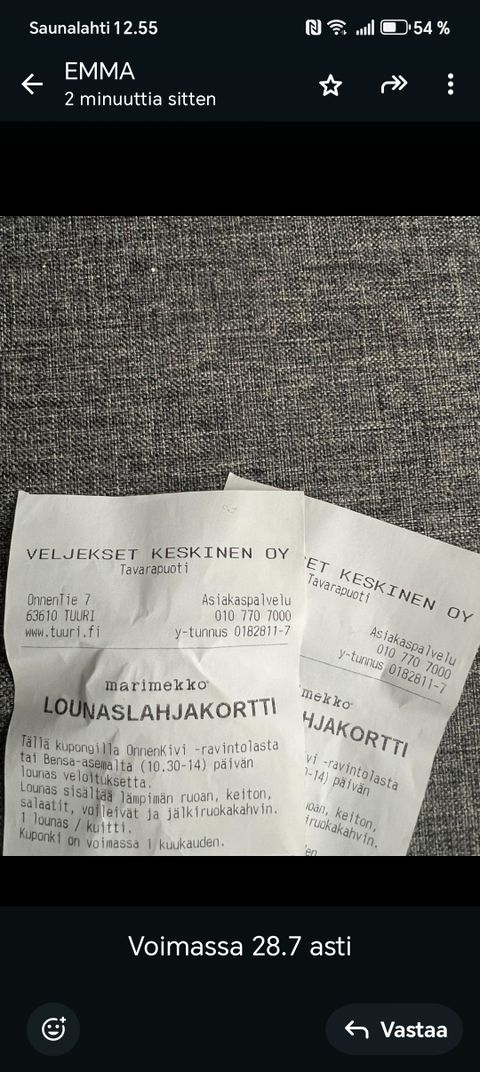 Saunalahti 12.55
54 %
EMMA
2 minuuttia sitten
VELJEKSET KESKINEN OY
Tavarapuoti
OnnenTie 7 Asiakaspalvelu
63610 TUURI 010 770 7000
www.tuuri.fi y-tunnus 0182811-7
marimekko®
LOUNASLAHJAKORTTI
Tällä kupongilla OnnenKivi -ravintolasta
tai Bensa-asemalta (10.30-14) päivän
lounas veloituksetta.
Lounas sisältää lämpimän ruoan, keiton,
salaatit, voileivät ja jälkiruokakahvin.
1 lounas / kuitti.
Kuponki on voimassa 1 kuukauden.
ET KESKINEN OY
Tavarapuoti
Asiakaspalvelu
010 770 7000
y-tunnus 0182811-7
mekko®
HJAKORTTI
vi -ravintolasta
-14) päivän
uoan, keiton,
iruokakahvin.
en.
Voimassa 28.7 asti
Vastaa